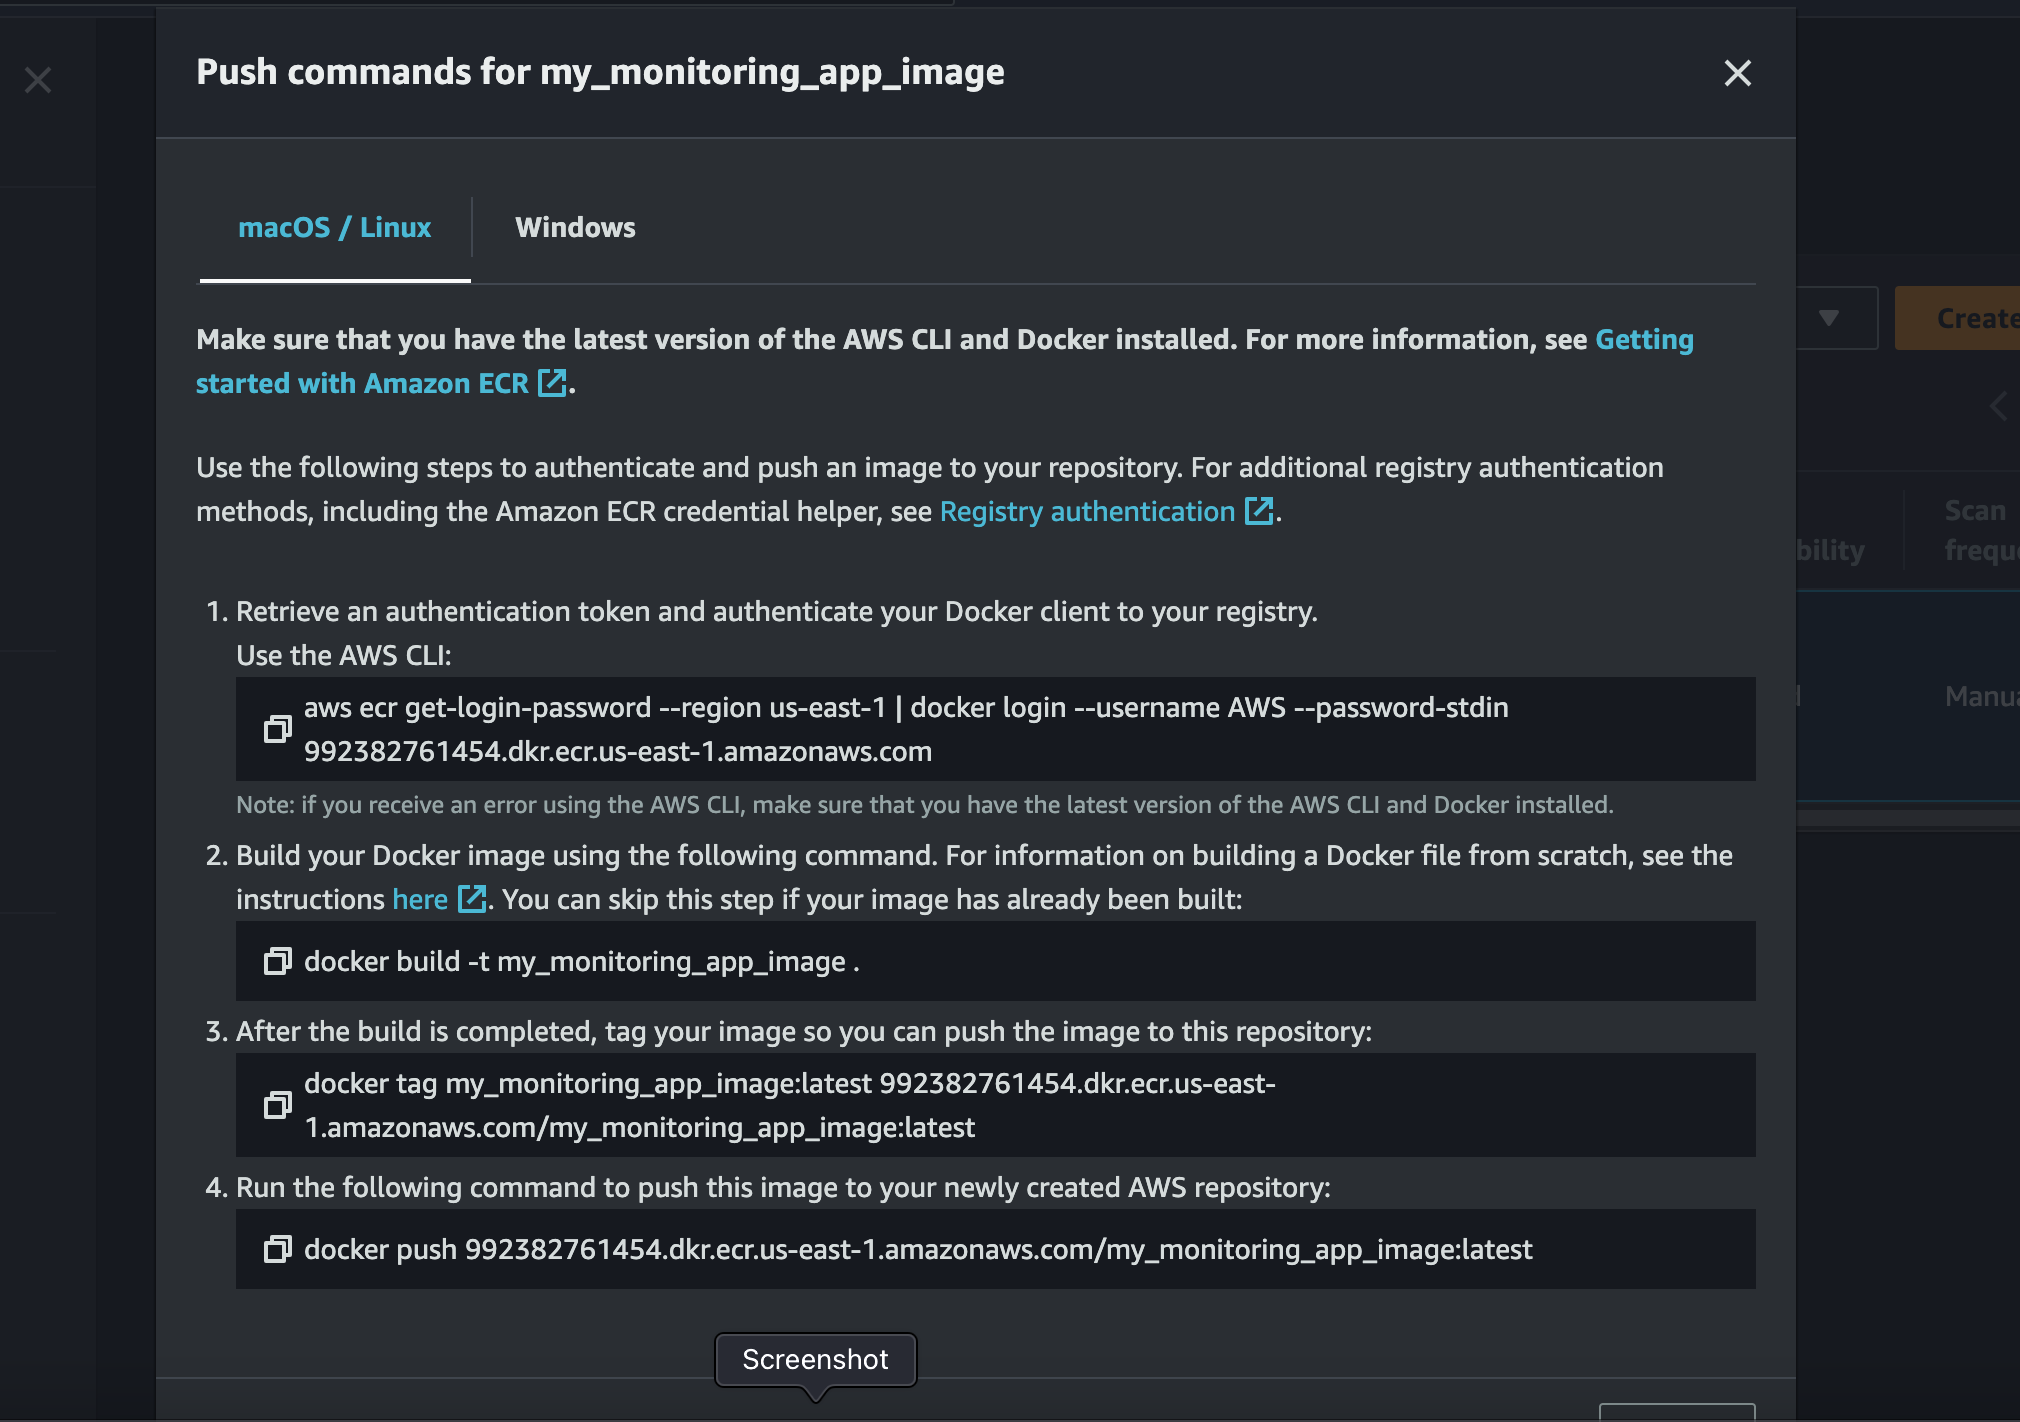 Push commands for my_monitoring_app_image
macOS / Linux
Windows
Make sure that you have the latest version of the AWS CLI and Docker installed. For more information, see Getting
started with Amazon ECR .
Use the following steps to authenticate and push an image to your repository. For additional registry authentication
methods, including the Amazon ECR credential helper, see Registry authentication .
1. Retrieve an authentication token and authenticate your Docker client to your registry.
Use the AWS CLI:
aws ecr get-login-password --region us-east-1 | docker login --username AWS --password-stdin
992382761454.dkr.ecr.us-east-1.amazonaws.com
Note: if you receive an error using the AWS CLI, make sure that you have the latest version of the AWS CLI and Docker installed.
2. Build your Docker image using the following command. For information on building a Docker file from scratch, see the
instructions here . You can skip this step if your image has already been built:
docker build -t my_monitoring_app_image .
3. After the build is completed, tag your image so you can push the image to this repository:
docker tag my_monitoring_app_image:latest 992382761454.dkr.ecr.us-east-
1.amazonaws.com/my_monitoring_app_image:latest
4. Run the following command to push this image to your newly created AWS repository:
docker push 992382761454.dkr.ecr.us-east-1.amazonaws.com/my_monitoring_app_image:latest
Screenshot
Create
bility
Scan
frequ
Manua